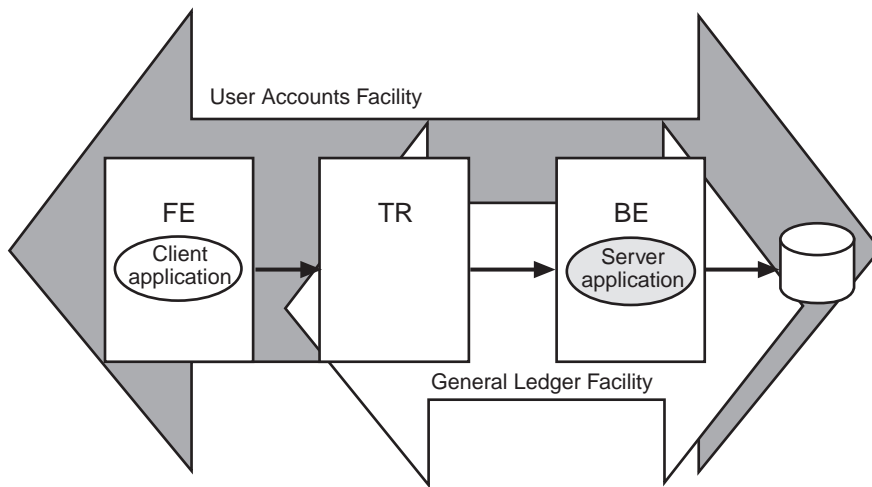 User Accounts Facility
FE
TR
BE
Client
application
Server
application
General Ledger Facility